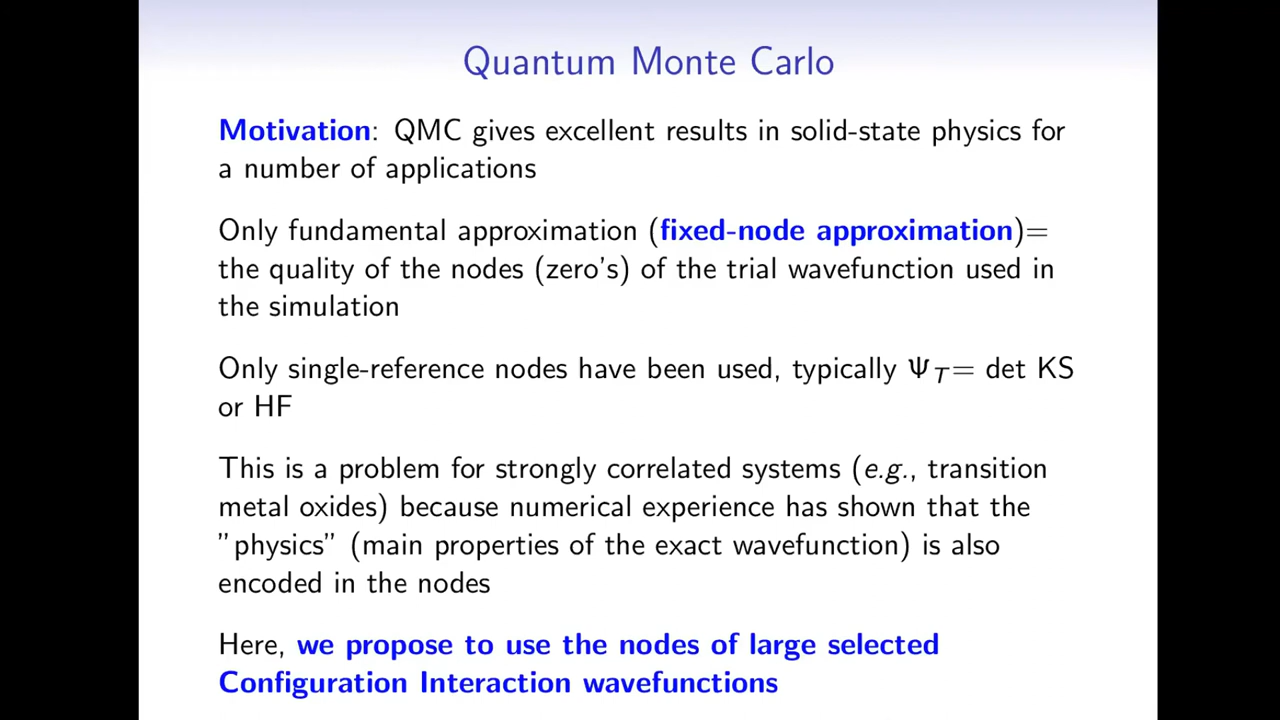 Quantum Monte Carlo
Motivation: QMC gives excellent results in solid-state physics for
a number of applications
Only fundamental approximation (fixed-node approximation)=
the quality of the nodes (zero's) of the trial wavefunction used in
the simulation
Only single-reference nodes have been used, typically Ψ_T= det KS
or HF
This is a problem for strongly correlated systems (e.g., transition
metal oxides) because numerical experience has shown that the
”physics” (main properties of the exact wavefunction) is also
encoded in the nodes
Here, we propose to use the nodes of large selected
Configuration Interaction wavefunctions